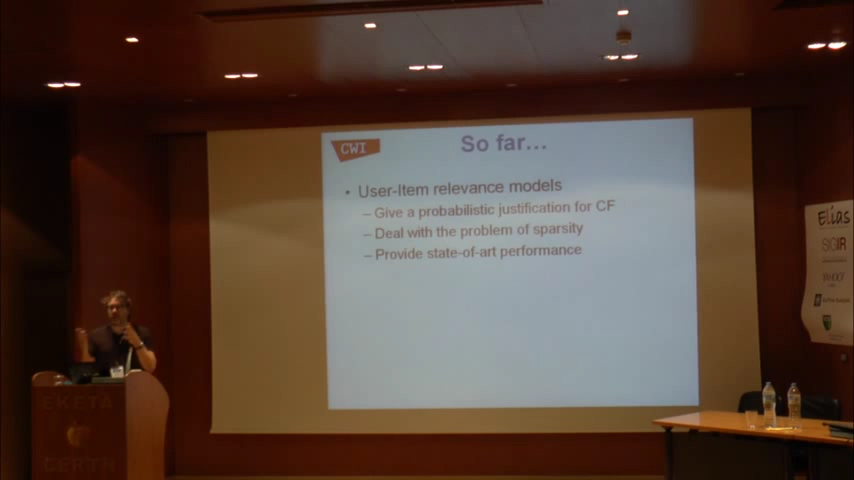 CWI
So far...
• User-Item relevance models
– Give a probabilistic justification for CF
– Deal with the problem of sparsity
– Provide state-of-art performance
Elias
SIGIR
EKETA
CERTH